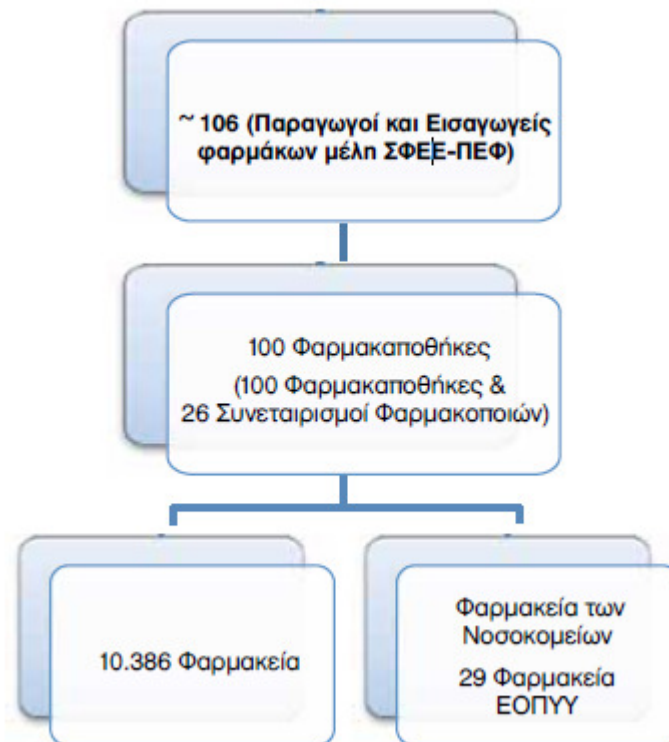 ~ 106 (Παραγωγοί και Εισαγωγείς
φαρμάκων μέλη ΣΦΕΕ-ΠΕΦ)
100 Φαρμακαποθήκες
(100 Φαρμακαποθήκες &
26 Συνεταιρισμοί Φαρμακοποιών)
10.386 Φαρμακεία
Φαρμακεία των
Νοσοκομείων
29 Φαρμακεία
ΕΟΠΥΥ